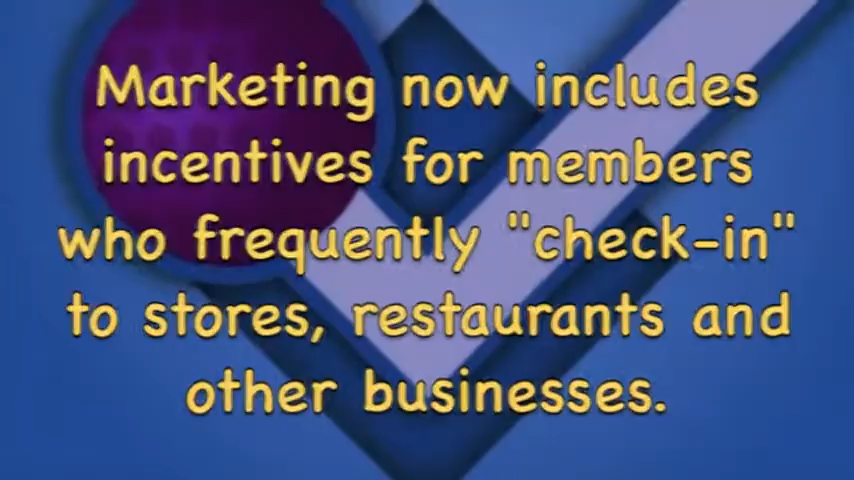 Marketing now includes
incentives for members
who frequently "check-in"
to stores, restaurants and
other businesses.